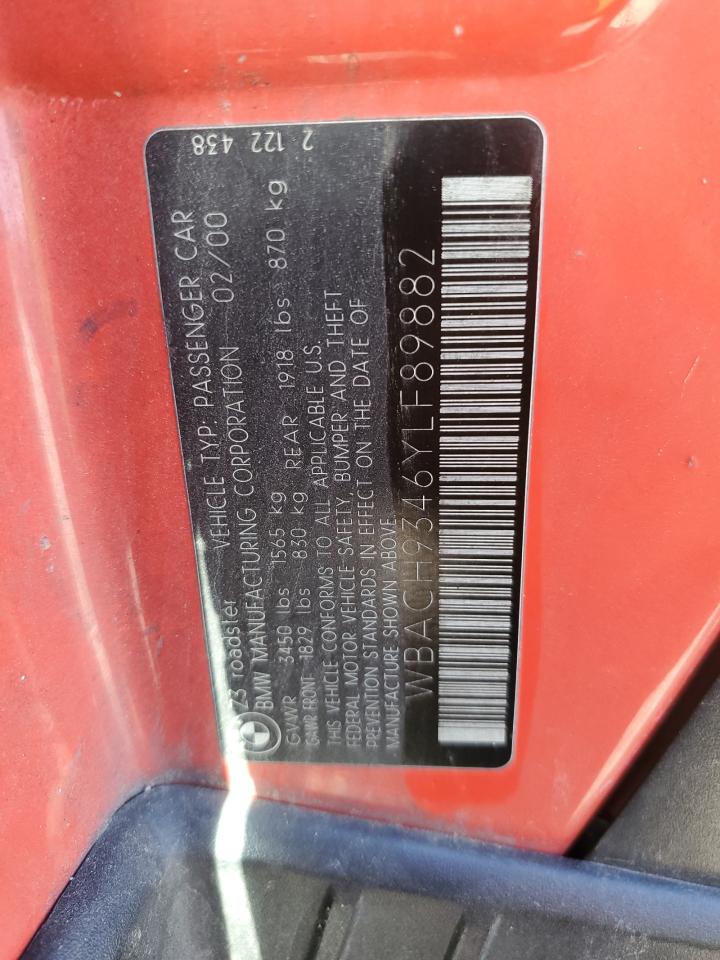 Z3 roadster VEHICLE TYP: PASSENGER CAR 2 122 438
BMW MANUFACTURING CORPORATION 02/00
GVWR 3450 lbs 1565 kg
GAWR FRONT 1829 lbs 830 kg REAR 1918 lbs 870 kg
THIS VEHICLE CONFORMS TO ALL APPLICABLE U.S.
FEDERAL MOTOR VEHICLE SAFETY, BUMPER AND THEFT
PREVENTION STANDARDS IN EFFECT ON THE DATE OF
MANUFACTURE SHOWN ABOVE.
WBACH9346YLF89882